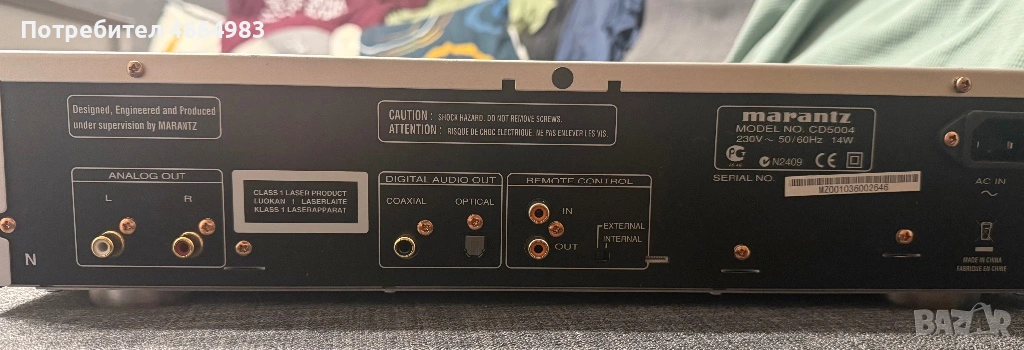 Потребител
4983
Designed, Engineered and Produced
under supervision by MARANTZ
CAUTION : SHOCK HAZARD. DO NOT REMOVE SCREWS.
ATTENTION : RISQUE DE CHOC ELECTRIQUE. NE PAS ENLEVER LES VIS.
marantz
MODEL NO. CD5004
230V ~ 50/60Hz 14W
N2409 CE
SERIAL NO.
MZ001036002646
AC IN
ANALOG OUT
L R
CLASS 1 LASER PRODUCT
LUOKAN 1 LASERLAITE
KLASS 1 LASERAPPARAT
DIGITAL AUDIO OUT
COAXIAL OPTICAL
REMOTE CONTROL
IN
OUT
EXTERNAL
INTERNAL
N
MADE IN CHINA
FABRIQUE EN CHINE
BAZAR